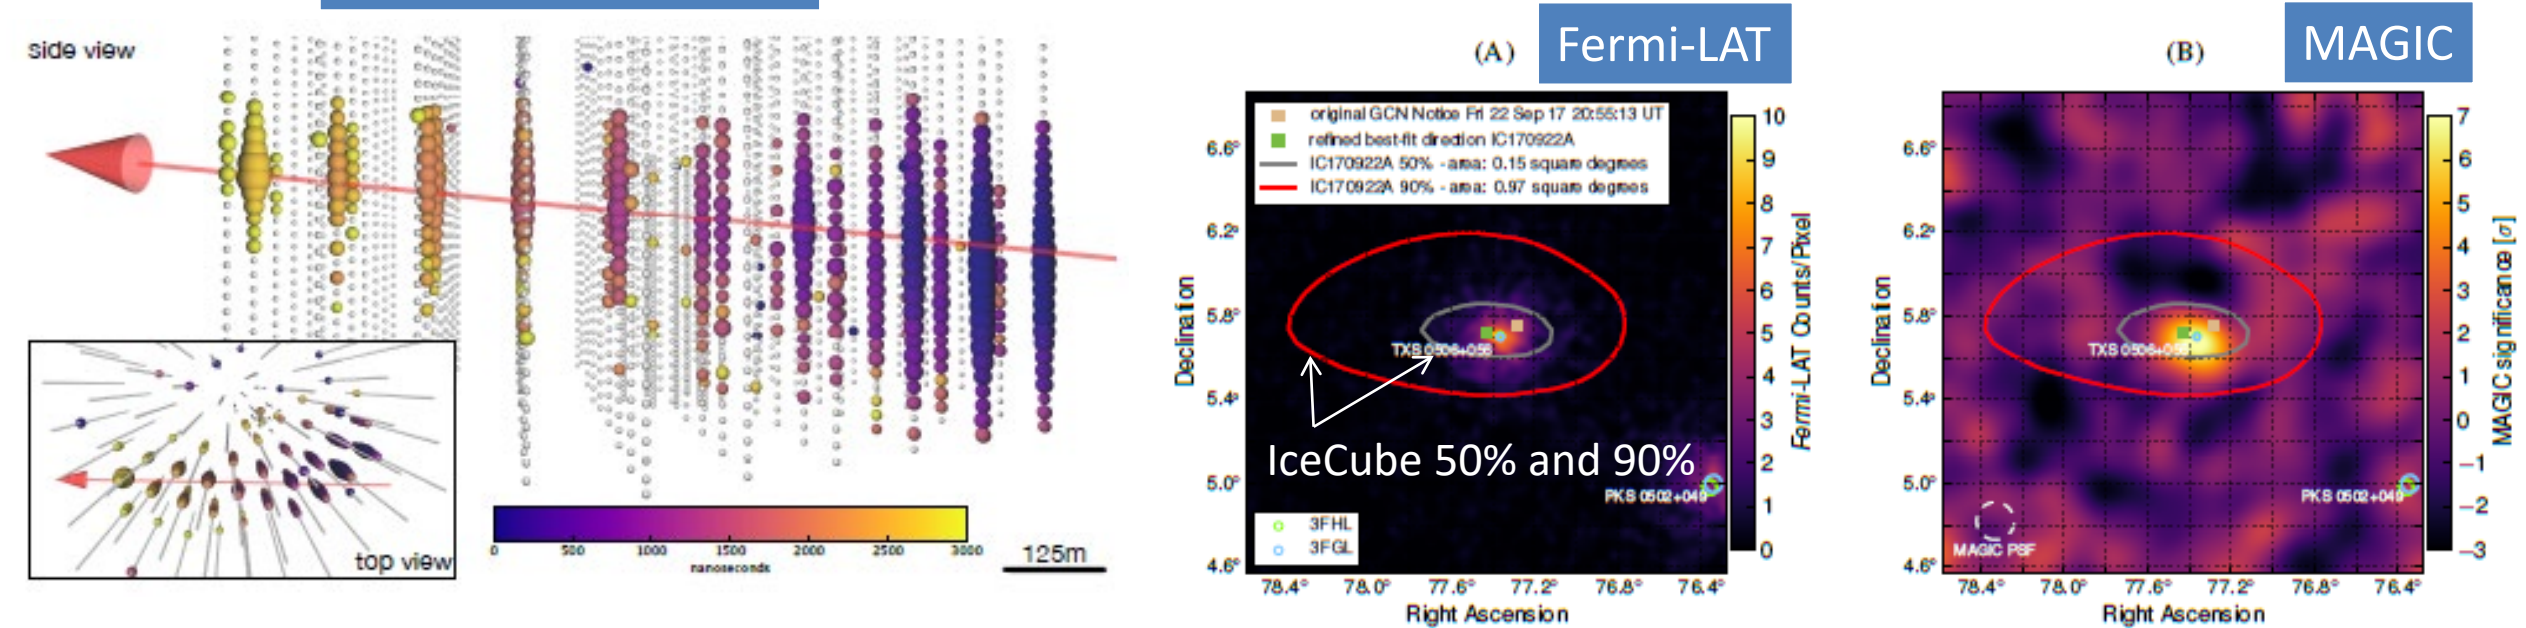 side view
top view
0 500 1000 1500 2000 2500 3000
nanoseconds
125m
(A)
Fermi-LAT
original GCN Notice Fri 22 Sep 17 20:55:13 UT
refined best-fit direction IC170922A
IC170922A 50% - area: 0.15 square degrees
IC170922A 90% - area: 0.97 square degrees
6.6°
6.2°
5.8°
5.4°
5.0°
4.6°
Declination
TXS 0506+056
IceCube 50% and 90%
PKS 0502+049
3FHL
3FGL
78.4° 78.0° 77.6° 77.2° 76.8° 76.4°
Right Ascension
10
9
8
7
6
5
4
3
2
1
0
Fermi-LAT Counts/Pixel
(B)
MAGIC
6.6°
6.2°
5.8°
5.4°
5.0°
4.6°
Declination
TXS 0506+056
PKS 0502+049
MAGIC PSF
78.4° 78.0° 77.6° 77.2° 76.8° 76.4°
Right Ascension
7
6
5
4
3
2
1
0
−1
−2
−3
MAGIC significance [σ]